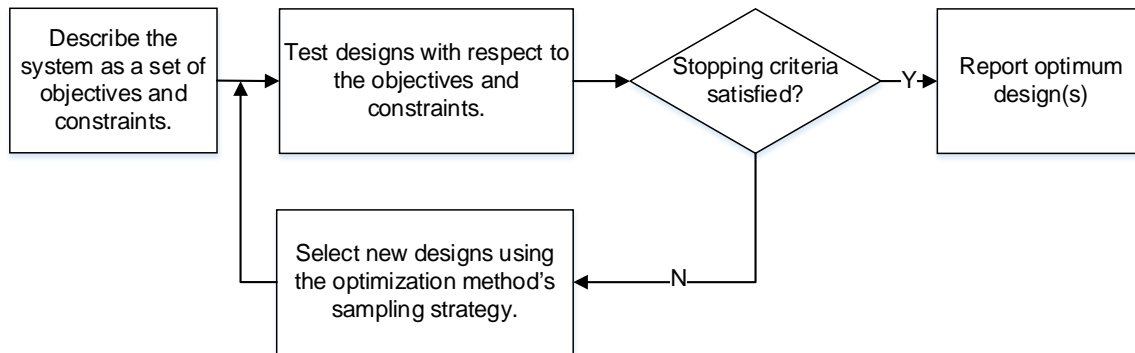 Describe the
system as a set of
objectives and
constraints.
Test designs with respect to
the objectives and
constraints.
Stopping criteria
satisfied?
Y
Report optimum
design(s)
N
Select new designs using
the optimization method's
sampling strategy.